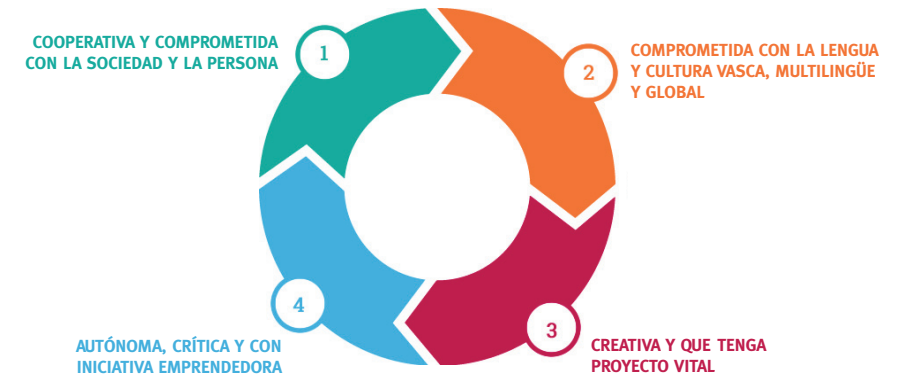 1
COOPERATIVA Y COMPROMETIDA
CON LA SOCIEDAD Y LA PERSONA
2
COMPROMETIDA CON LA LENGUA
Y CULTURA VASCA, MULTILINGÜE
Y GLOBAL
3
CREATIVA Y QUE TENGA
PROYECTO VITAL
4
AUTÓNOMA, CRÍTICA Y CON
INICIATIVA EMPRENDEDORA